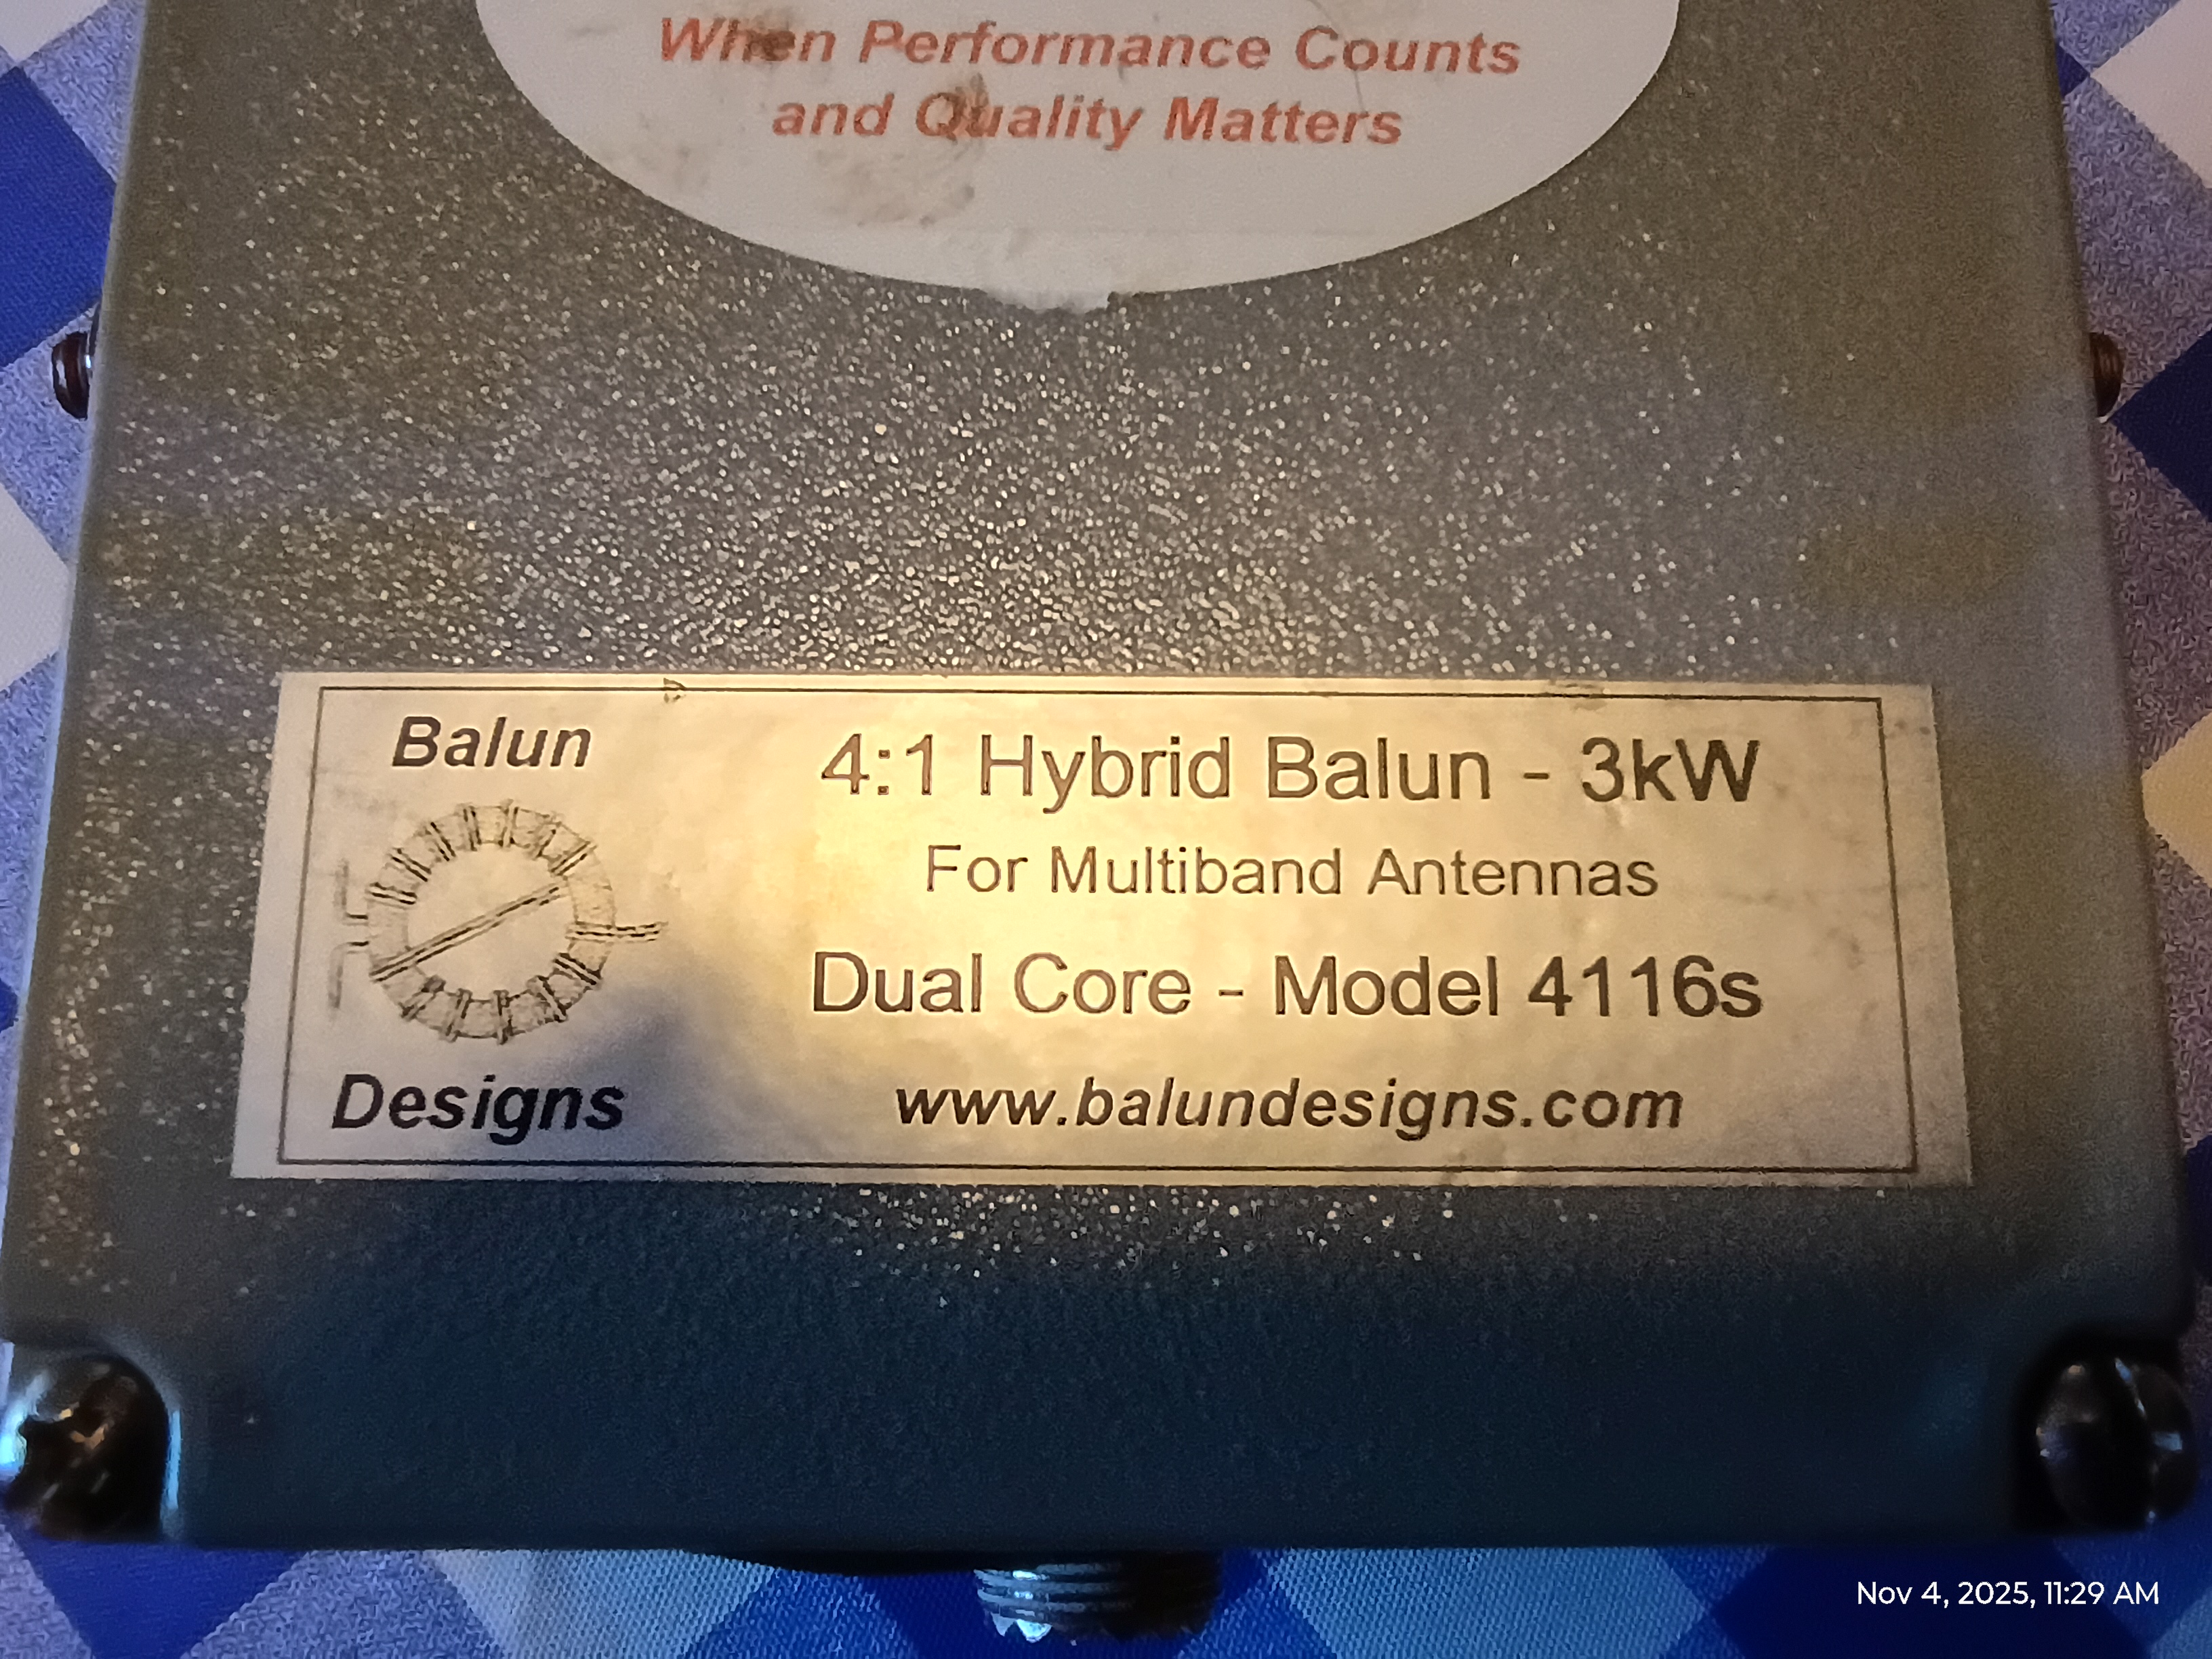 When Performance Counts
and Quality Matters
Balun
Designs
4:1 Hybrid Balun - 3kW
For Multiband Antennas
Dual Core - Model 4116s
www.balundesigns.com
Nov 4, 2025, 11:29 AM